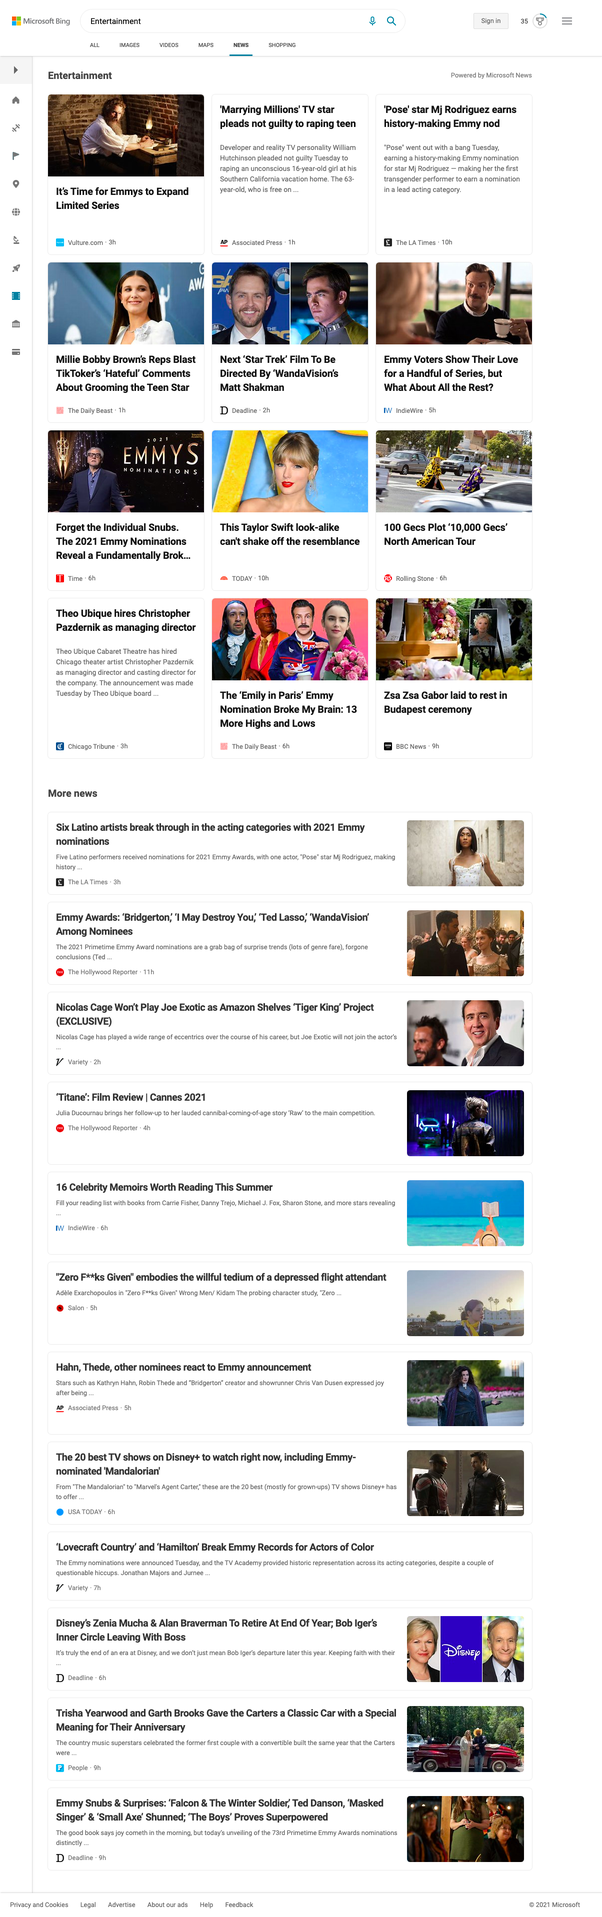 Microsoft Bing
Entertainment
Sign in
35
ALL
IMAGES
VIDEOS
MAPS
NEWS
SHOPPING
Entertainment
Powered by Microsoft News
It's Time for Emmys to Expand
Limited Series
Vulture.com · 3h
'Marrying Millions' TV star
pleads not guilty to raping teen
Developer and reality TV personality William
Hutchinson pleaded not guilty Tuesday to
raping an unconscious 16-year-old girl at his
Southern California vacation home. The 63-
year-old, who is free on ...
AP Associated Press · 1h
'Pose' star Mj Rodriguez earns
history-making Emmy nod
"Pose" went out with a bang Tuesday,
earning a history-making Emmy nomination
for star Mj Rodriguez — making her the first
transgender performer to earn a nomination
in a lead acting category.
The LA Times · 10h
Millie Bobby Brown's Reps Blast
TikToker's 'Hateful' Comments
About Grooming the Teen Star
The Daily Beast · 1h
Next 'Star Trek' Film To Be
Directed By 'WandaVision's
Matt Shakman
D Deadline · 2h
Emmy Voters Show Their Love
for a Handful of Series, but
What About All the Rest?
IW IndieWire · 5h
2021
EMMYS
NOMINATIONS
Forget the Individual Snubs.
The 2021 Emmy Nominations
Reveal a Fundamentally Brok...
T Time · 6h
This Taylor Swift look-alike
can't shake off the resemblance
TODAY · 10h
100 Gecs Plot '10,000 Gecs'
North American Tour
Rolling Stone · 6h
Theo Ubique hires Christopher
Pazdernik as managing director
Theo Ubique Cabaret Theatre has hired
Chicago theater artist Christopher Pazdernik
as managing director and casting director for
the company. The announcement was made
Tuesday by Theo Ubique board ...
Chicago Tribune · 3h
The 'Emily in Paris' Emmy
Nomination Broke My Brain: 13
More Highs and Lows
The Daily Beast · 6h
Zsa Zsa Gabor laid to rest in
Budapest ceremony
BBC News · 9h
More news
Six Latino artists break through in the acting categories with 2021 Emmy
nominations
Five Latino performers received nominations for 2021 Emmy Awards, with one actor, "Pose" star Mj Rodriguez, making
history ...
The LA Times · 3h
Emmy Awards: 'Bridgerton,' 'I May Destroy You,' 'Ted Lasso,' 'WandaVision'
Among Nominees
The 2021 Primetime Emmy Award nominations are a grab bag of surprise trends (lots of genre fare), forgone
conclusions (Ted ...
The Hollywood Reporter · 11h
Nicolas Cage Won't Play Joe Exotic as Amazon Shelves 'Tiger King' Project
(EXCLUSIVE)
Nicolas Cage has played a wide range of eccentrics over the course of his career, but Joe Exotic will not join the actor's
...
V Variety · 2h
'Titane': Film Review | Cannes 2021
Julia Ducournau brings her follow-up to her lauded cannibal-coming-of-age story 'Raw' to the main competition.
The Hollywood Reporter · 4h
16 Celebrity Memoirs Worth Reading This Summer
Fill your reading list with books from Carrie Fisher, Danny Trejo, Michael J. Fox, Sharon Stone, and more stars revealing
...
IW IndieWire · 6h
"Zero F**ks Given" embodies the willful tedium of a depressed flight attendant
Adèle Exarchopoulos in "Zero F**ks Given" Wrong Men/ Kidam The probing character study, "Zero ...
Salon · 5h
Hahn, Thede, other nominees react to Emmy announcement
Stars such as Kathryn Hahn, Robin Thede and "Bridgerton" creator and showrunner Chris Van Dusen expressed joy
after being ...
AP Associated Press · 5h
The 20 best TV shows on Disney+ to watch right now, including Emmy-
nominated 'Mandalorian'
From "The Mandalorian" to "Marvel's Agent Carter," these are the 20 best (mostly for grown-ups) TV shows Disney+ has
to offer ...
USA TODAY · 6h
'Lovecraft Country' and 'Hamilton' Break Emmy Records for Actors of Color
The Emmy nominations were announced Tuesday, and the TV Academy provided historic representation across its acting categories, despite a couple of
questionable hiccups. Jonathan Majors and Jurnee ...
V Variety · 7h
Disney's Zenia Mucha & Alan Braverman To Retire At End Of Year; Bob Iger's
Inner Circle Leaving With Boss
It's truly the end of an era at Disney, and we don't just mean Bob Iger's departure later this year. Keeping faith with their
...
D Deadline · 6h
Disney
Trisha Yearwood and Garth Brooks Gave the Carters a Classic Car with a Special
Meaning for Their Anniversary
The country music superstars celebrated the former first couple with a convertible built the same year that the Carters
were ...
People · 9h
Emmy Snubs & Surprises: 'Falcon & The Winter Soldier,' Ted Danson, 'Masked
Singer' & 'Small Axe' Shunned; 'The Boys' Proves Superpowered
The good book says joy cometh in the morning, but today's unveiling of the 73rd Primetime Emmy Awards nominations
distinctly ...
D Deadline · 9h
Privacy and Cookies
Legal
Advertise
About our ads
Help
Feedback
© 2021 Microsoft